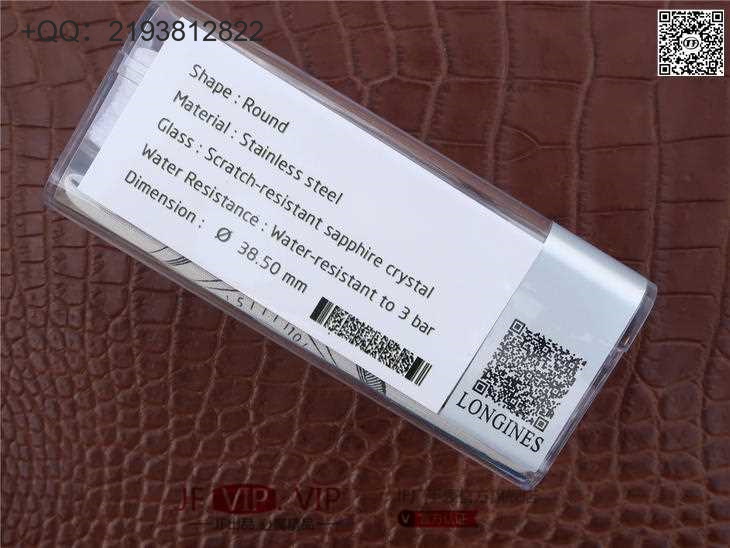 +QQ: 2193812822
Shape : Round
Material : Stainless steel
Glass : Scratch-resistant sapphire crystal
Water Resistance : Water-resistant to 3 bar
Dimension : Ø 38.50 mm
LONGINES
JF VIP VIP